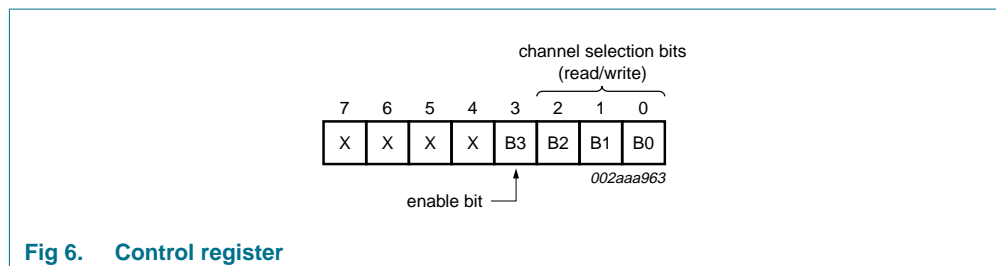 channel selection bits
(read/write)
7 6 5 4 3 2 1 0
X X X X B3 B2 B1 B0
002aaa963
enable bit
Fig 6. Control register